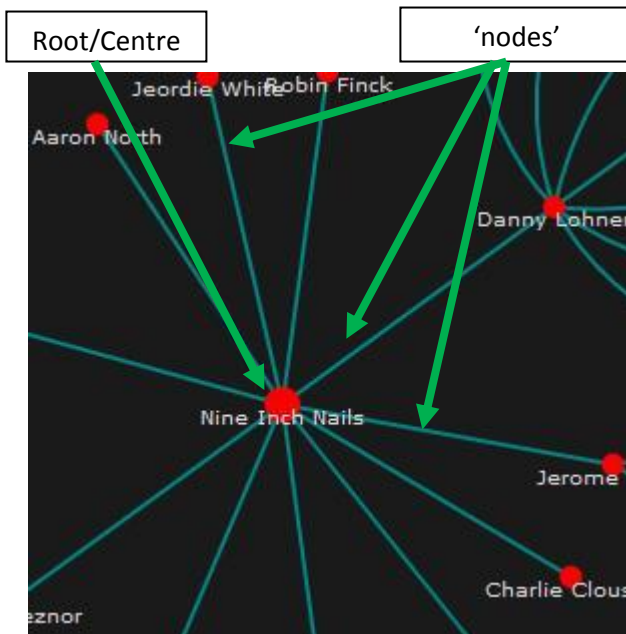 Root/Centre
‘nodes’
Jeordie White
Robin Finck
Aaron North
Danny Lohner
Nine Inch Nails
Jerome
Charlie Clous
eznor